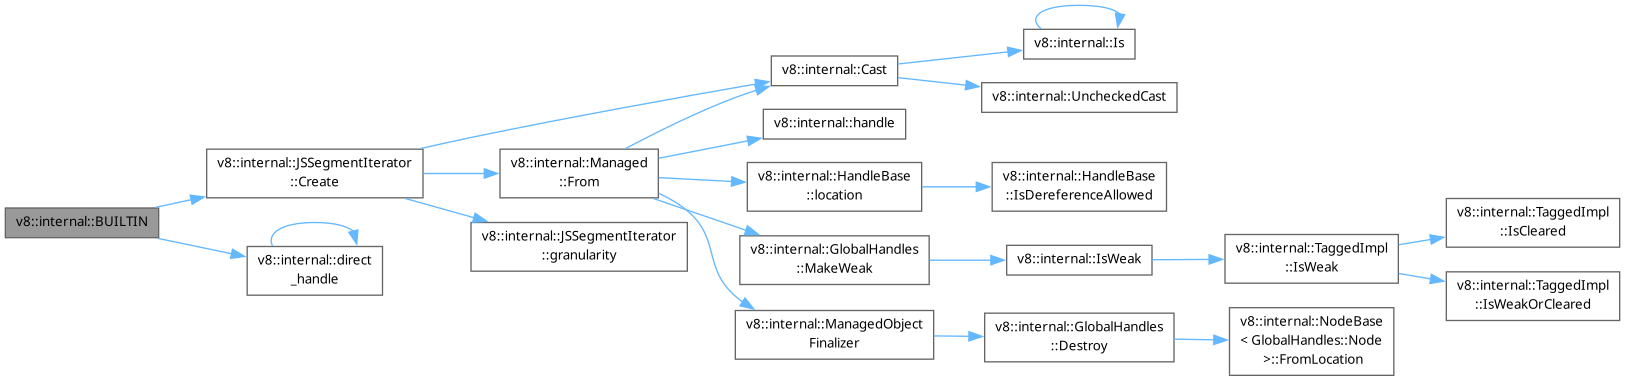 v8::internal::BUILTIN
v8::internal::JSSegmentIterator
::Create
v8::internal::direct
_handle
v8::internal::Managed
::From
v8::internal::JSSegmentIterator
::granularity
v8::internal::Cast
v8::internal::handle
v8::internal::HandleBase
::location
v8::internal::GlobalHandles
::MakeWeak
v8::internal::ManagedObject
Finalizer
v8::internal::Is
v8::internal::UncheckedCast
v8::internal::HandleBase
::IsDereferenceAllowed
v8::internal::IsWeak
v8::internal::GlobalHandles
::Destroy
v8::internal::TaggedImpl
::IsWeak
v8::internal::NodeBase
< GlobalHandles::Node
>::FromLocation
v8::internal::TaggedImpl
::IsCleared
v8::internal::TaggedImpl
::IsWeakOrCleared